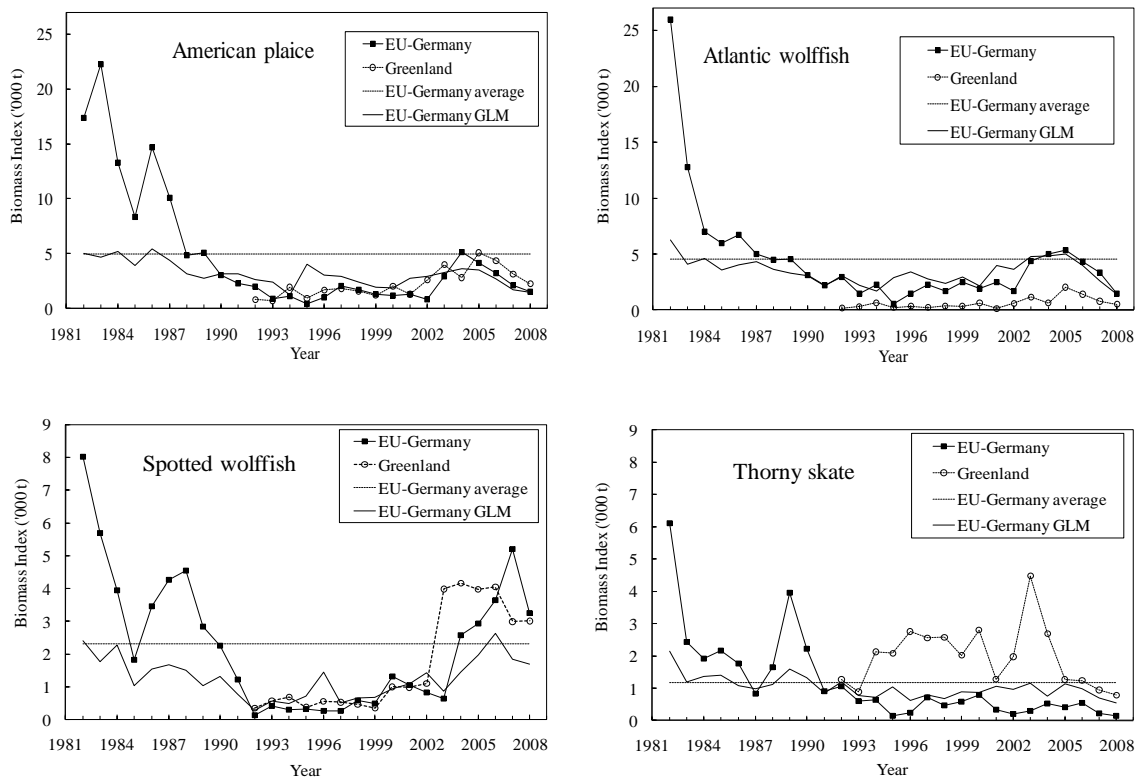 American plaice
EU-Germany
Greenland
EU-Germany average
EU-Germany GLM
Biomass Index ('000 t)
25
20
15
10
5
0
1981 1984 1987 1990 1993 1996 1999 2002 2005 2008
Year
Atlantic wolffish
EU-Germany
Greenland
EU-Germany average
EU-Germany GLM
Biomass Index ('000 t)
25
20
15
10
5
0
1981 1984 1987 1990 1993 1996 1999 2002 2005 2008
Year
Spotted wolffish
EU-Germany
Greenland
EU-Germany average
EU-Germany GLM
Biomass Index ('000 t)
9
8
7
6
5
4
3
2
1
0
1981 1984 1987 1990 1993 1996 1999 2002 2005 2008
Year
Thorny skate
EU-Germany
Greenland
EU-Germany average
EU-Germany GLM
Biomass Index ('000 t)
9
8
7
6
5
4
3
2
1
0
1981 1984 1987 1990 1993 1996 1999 2002 2005 2008
Year